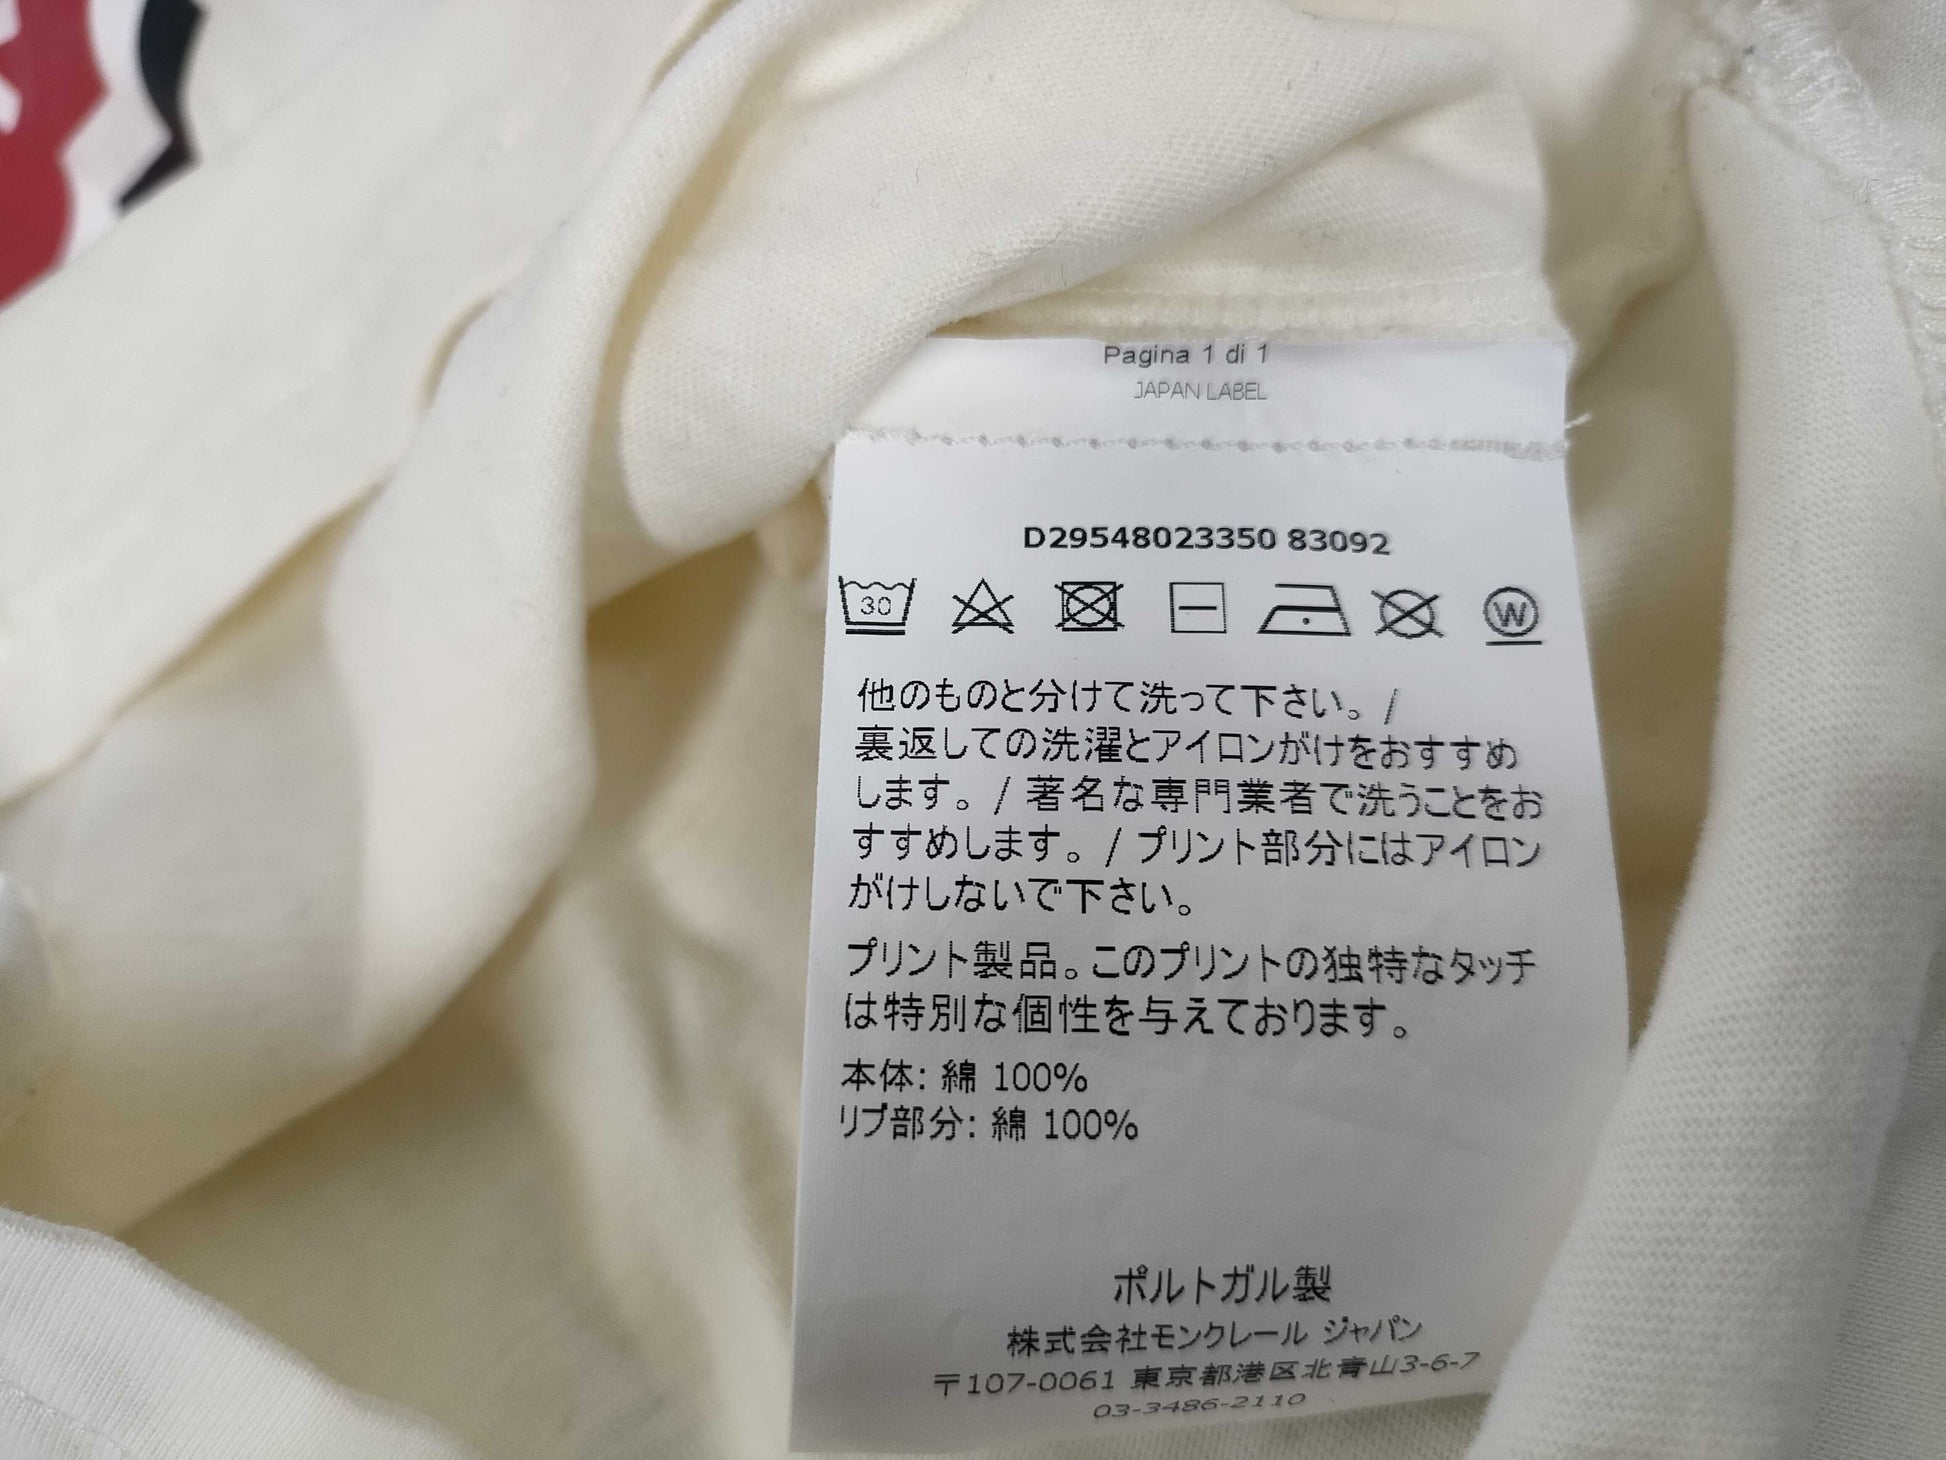 Pagina 1 di 1
JAPAN LABEL
D29548023350 83092
30
W
他のものと分けて洗って下さい。/
裏返しての洗濯とアイロンがけをおすすめ
します。/ 著名な専門業者で洗うことをお
すすめします。/ プリント部分にはアイロン
がけしないで下さい。
プリント製品。このプリントの独特なタッチ
は特別な個性を与えております。
本体: 綿 100%
リブ部分: 綿 100%
ポルトガル製
株式会社モンクレール ジャパン
〒107-0061 東京都港区北青山3-6-7
03-3486-2110